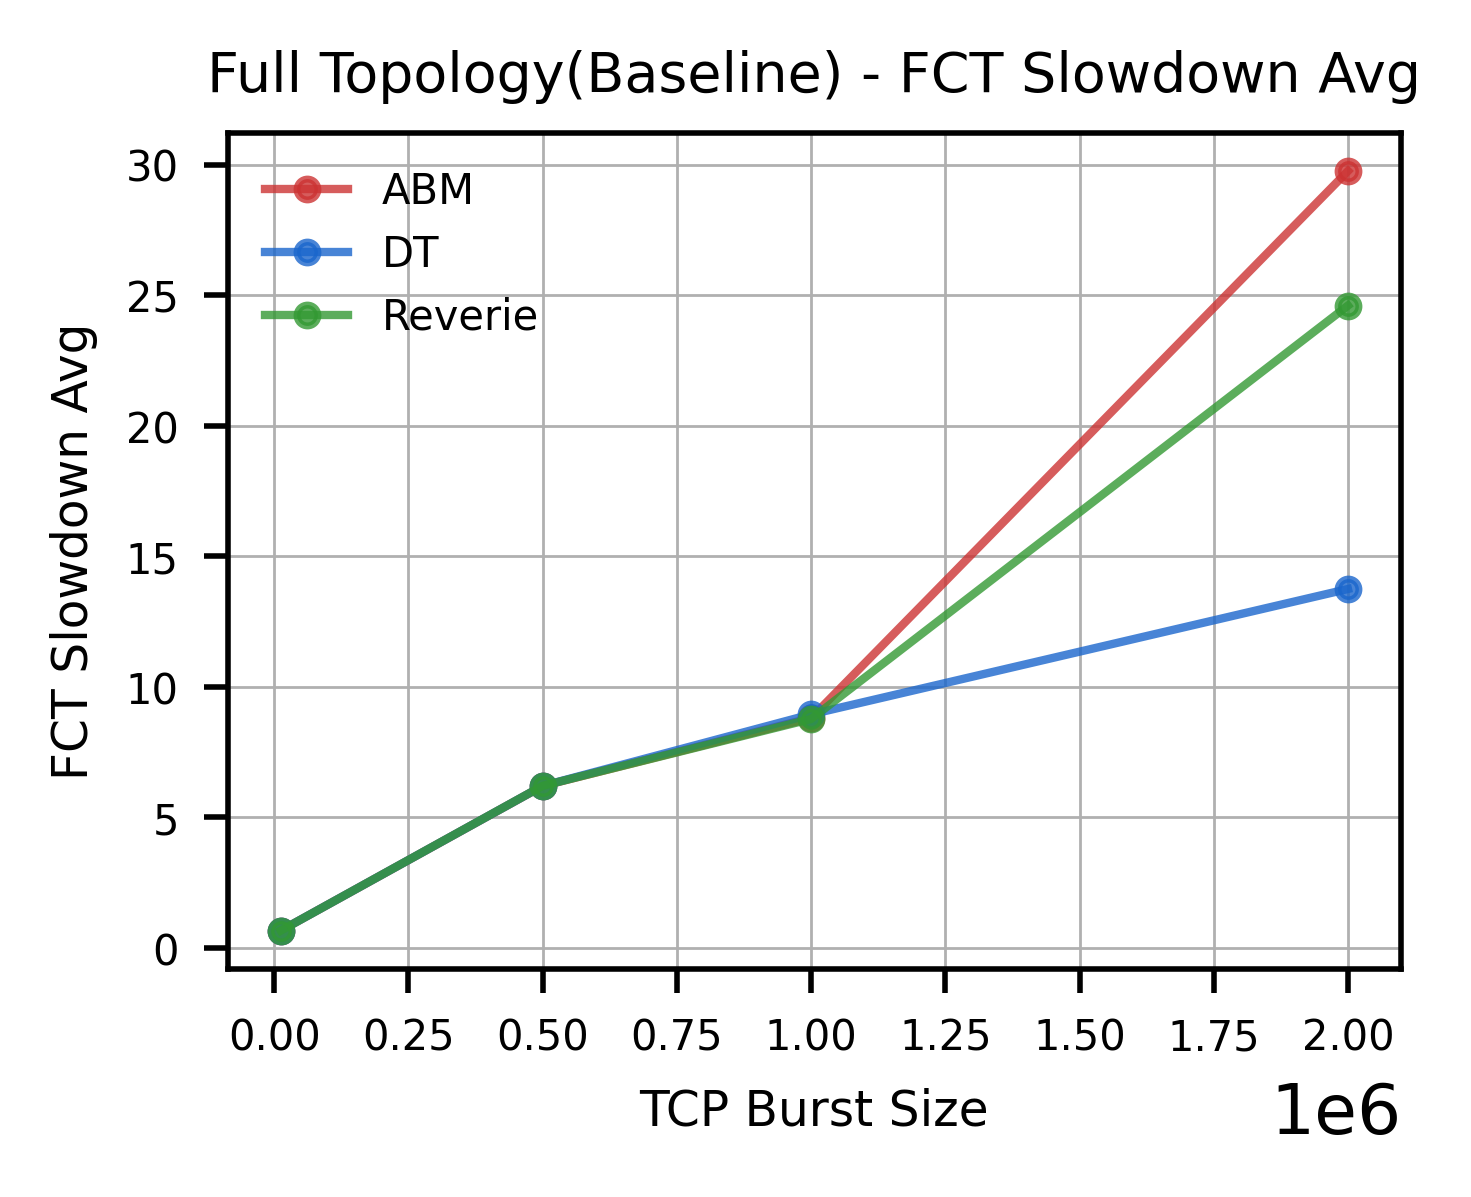 Full Topology(Baseline) - FCT Slowdown Avg
FCT Slowdown Avg
30
25
20
15
10
5
0
ABM
DT
Reverie
0.00 0.25 0.50 0.75 1.00 1.25 1.50 1.75 2.00
TCP Burst Size
1e6